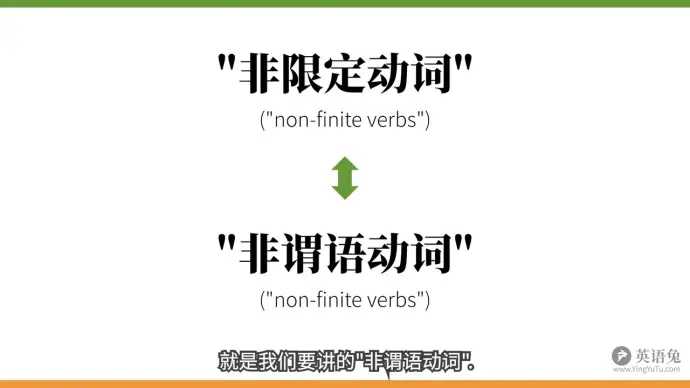 "非限定动词"
("non-finite verbs")
"非谓语动词"
("non-finite verbs")
就是我们要讲的"非谓语动词".
英语兔
www.YingYuTu.com